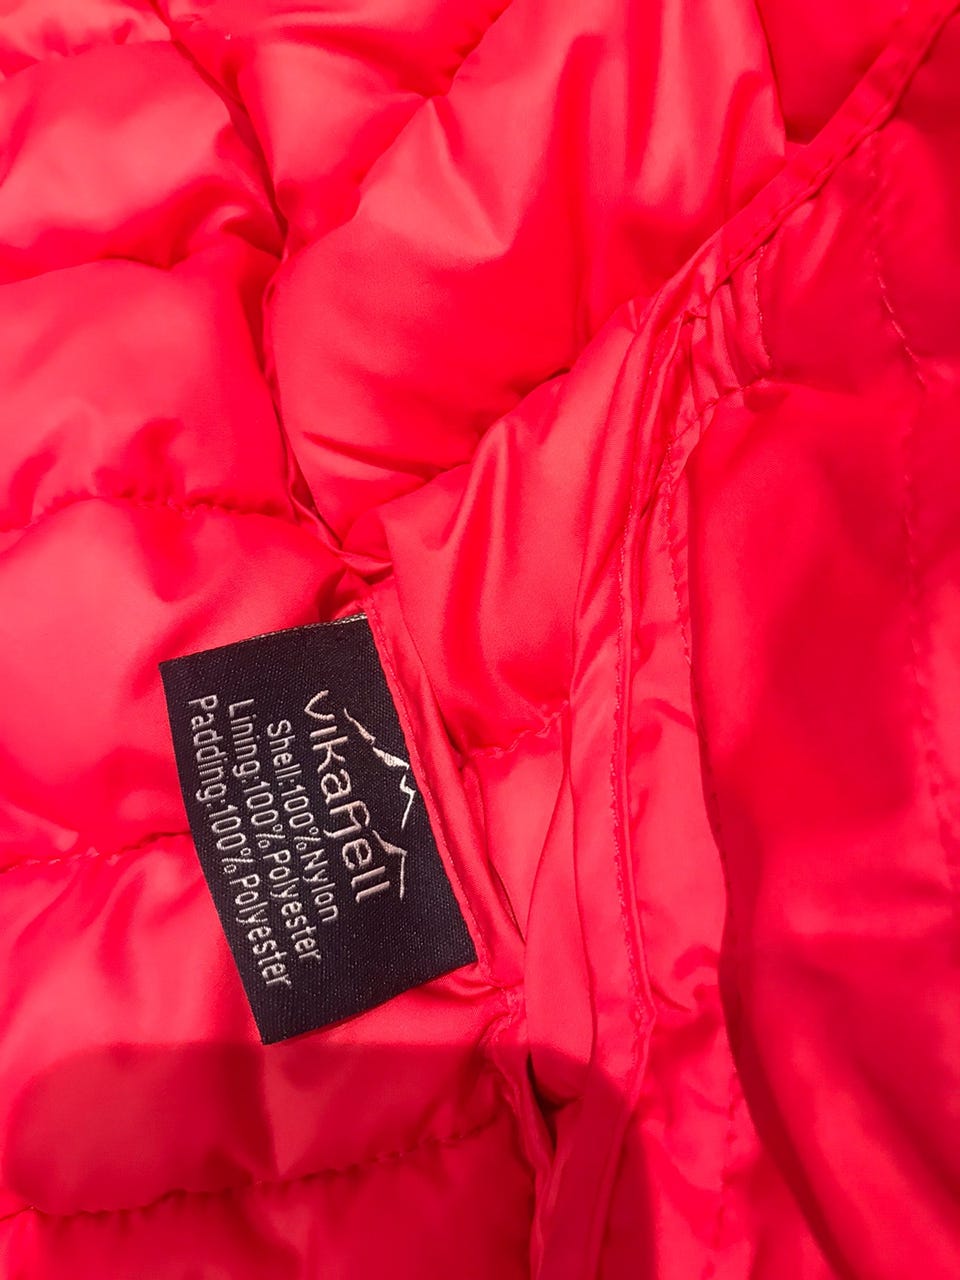 vikafjell
Shell:100%Nylon
Lining:100% Polyester
Padding:100% Polyester